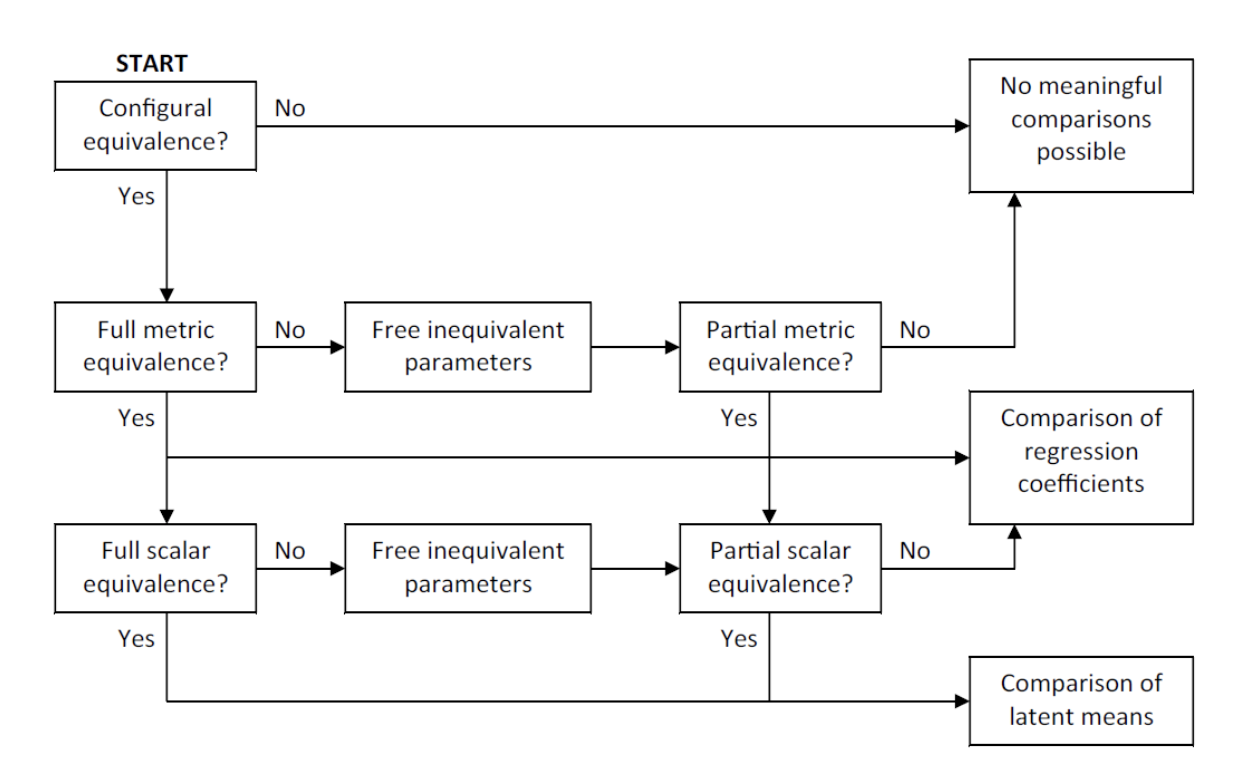 START
Configural
equivalence?
No
No meaningful
comparisons
possible
Yes
Full metric
equivalence?
No
Free inequivalent
parameters
Partial metric
equivalence?
No
Yes
Yes
Comparison of
regression
coefficients
Full scalar
equivalence?
No
Free inequivalent
parameters
Partial scalar
equivalence?
No
Yes
Yes
Comparison of
latent means